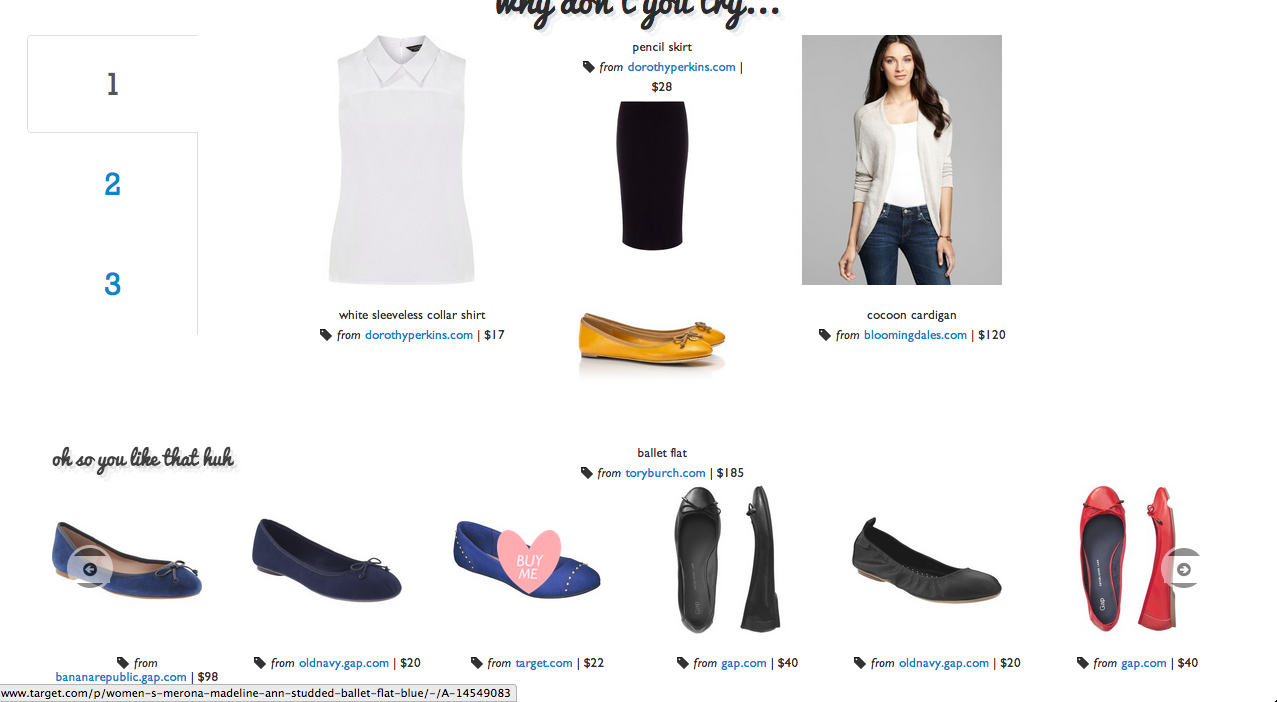 why don't you try...
1
2
3
pencil skirt
from dorothyperkins.com |
$28
white sleeveless collar shirt
from dorothyperkins.com | $17
cocoon cardigan
from bloomingdales.com | $120
oh so you like that huh
ballet flat
from toryburch.com | $185
BUY
ME
Gap
Gap
from
bananarepublic.gap.com | $98
from oldnavy.gap.com | $20
from target.com | $22
from gap.com | $40
from oldnavy.gap.com | $20
from gap.com | $40
www.target.com/p/women-s-merona-madeline-ann-studded-ballet-flat-blue/-/A-14549083